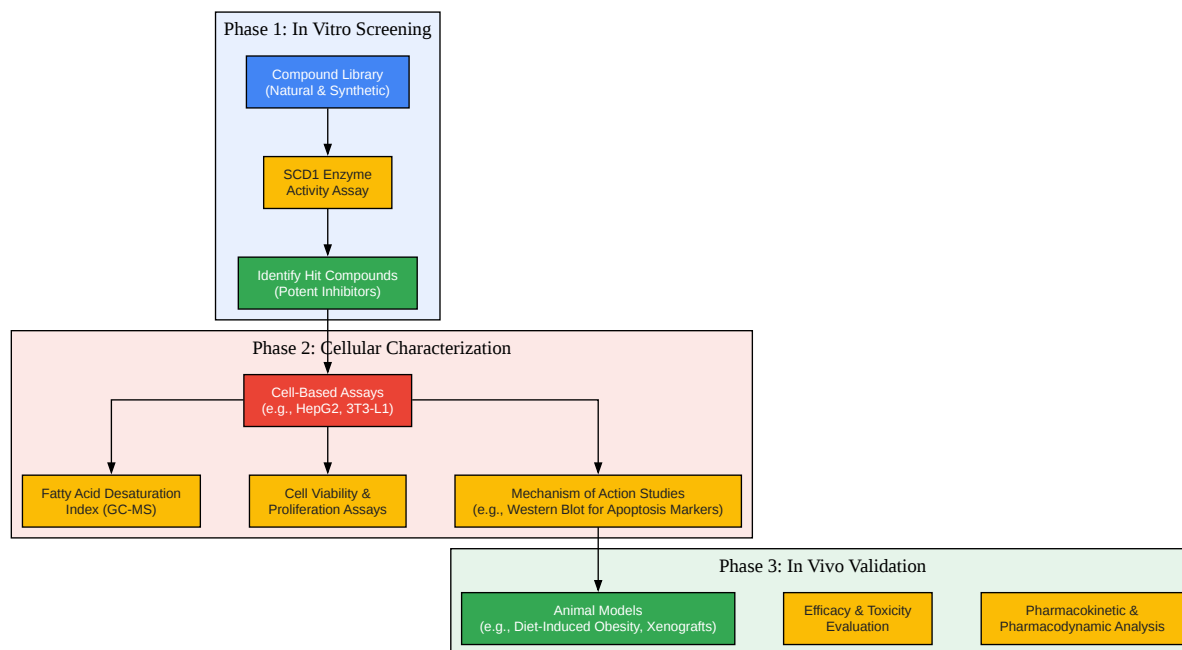 Phase 1: In Vitro Screening
Compound Library
(Natural & Synthetic)
SCD1 Enzyme
Activity Assay
Identify Hit Compounds
(Potent Inhibitors)
Phase 2: Cellular Characterization
Cell-Based Assays
(e.g., HepG2, 3T3-L1)
Fatty Acid Desaturation
Index (GC-MS)
Cell Viability &
Proliferation Assays
Mechanism of Action Studies
(e.g., Western Blot for Apoptosis Markers)
Phase 3: In Vivo Validation
Animal Models
(e.g., Diet-Induced Obesity, Xenografts)
Efficacy & Toxicity
Evaluation
Pharmacokinetic &
Pharmacodynamic Analysis